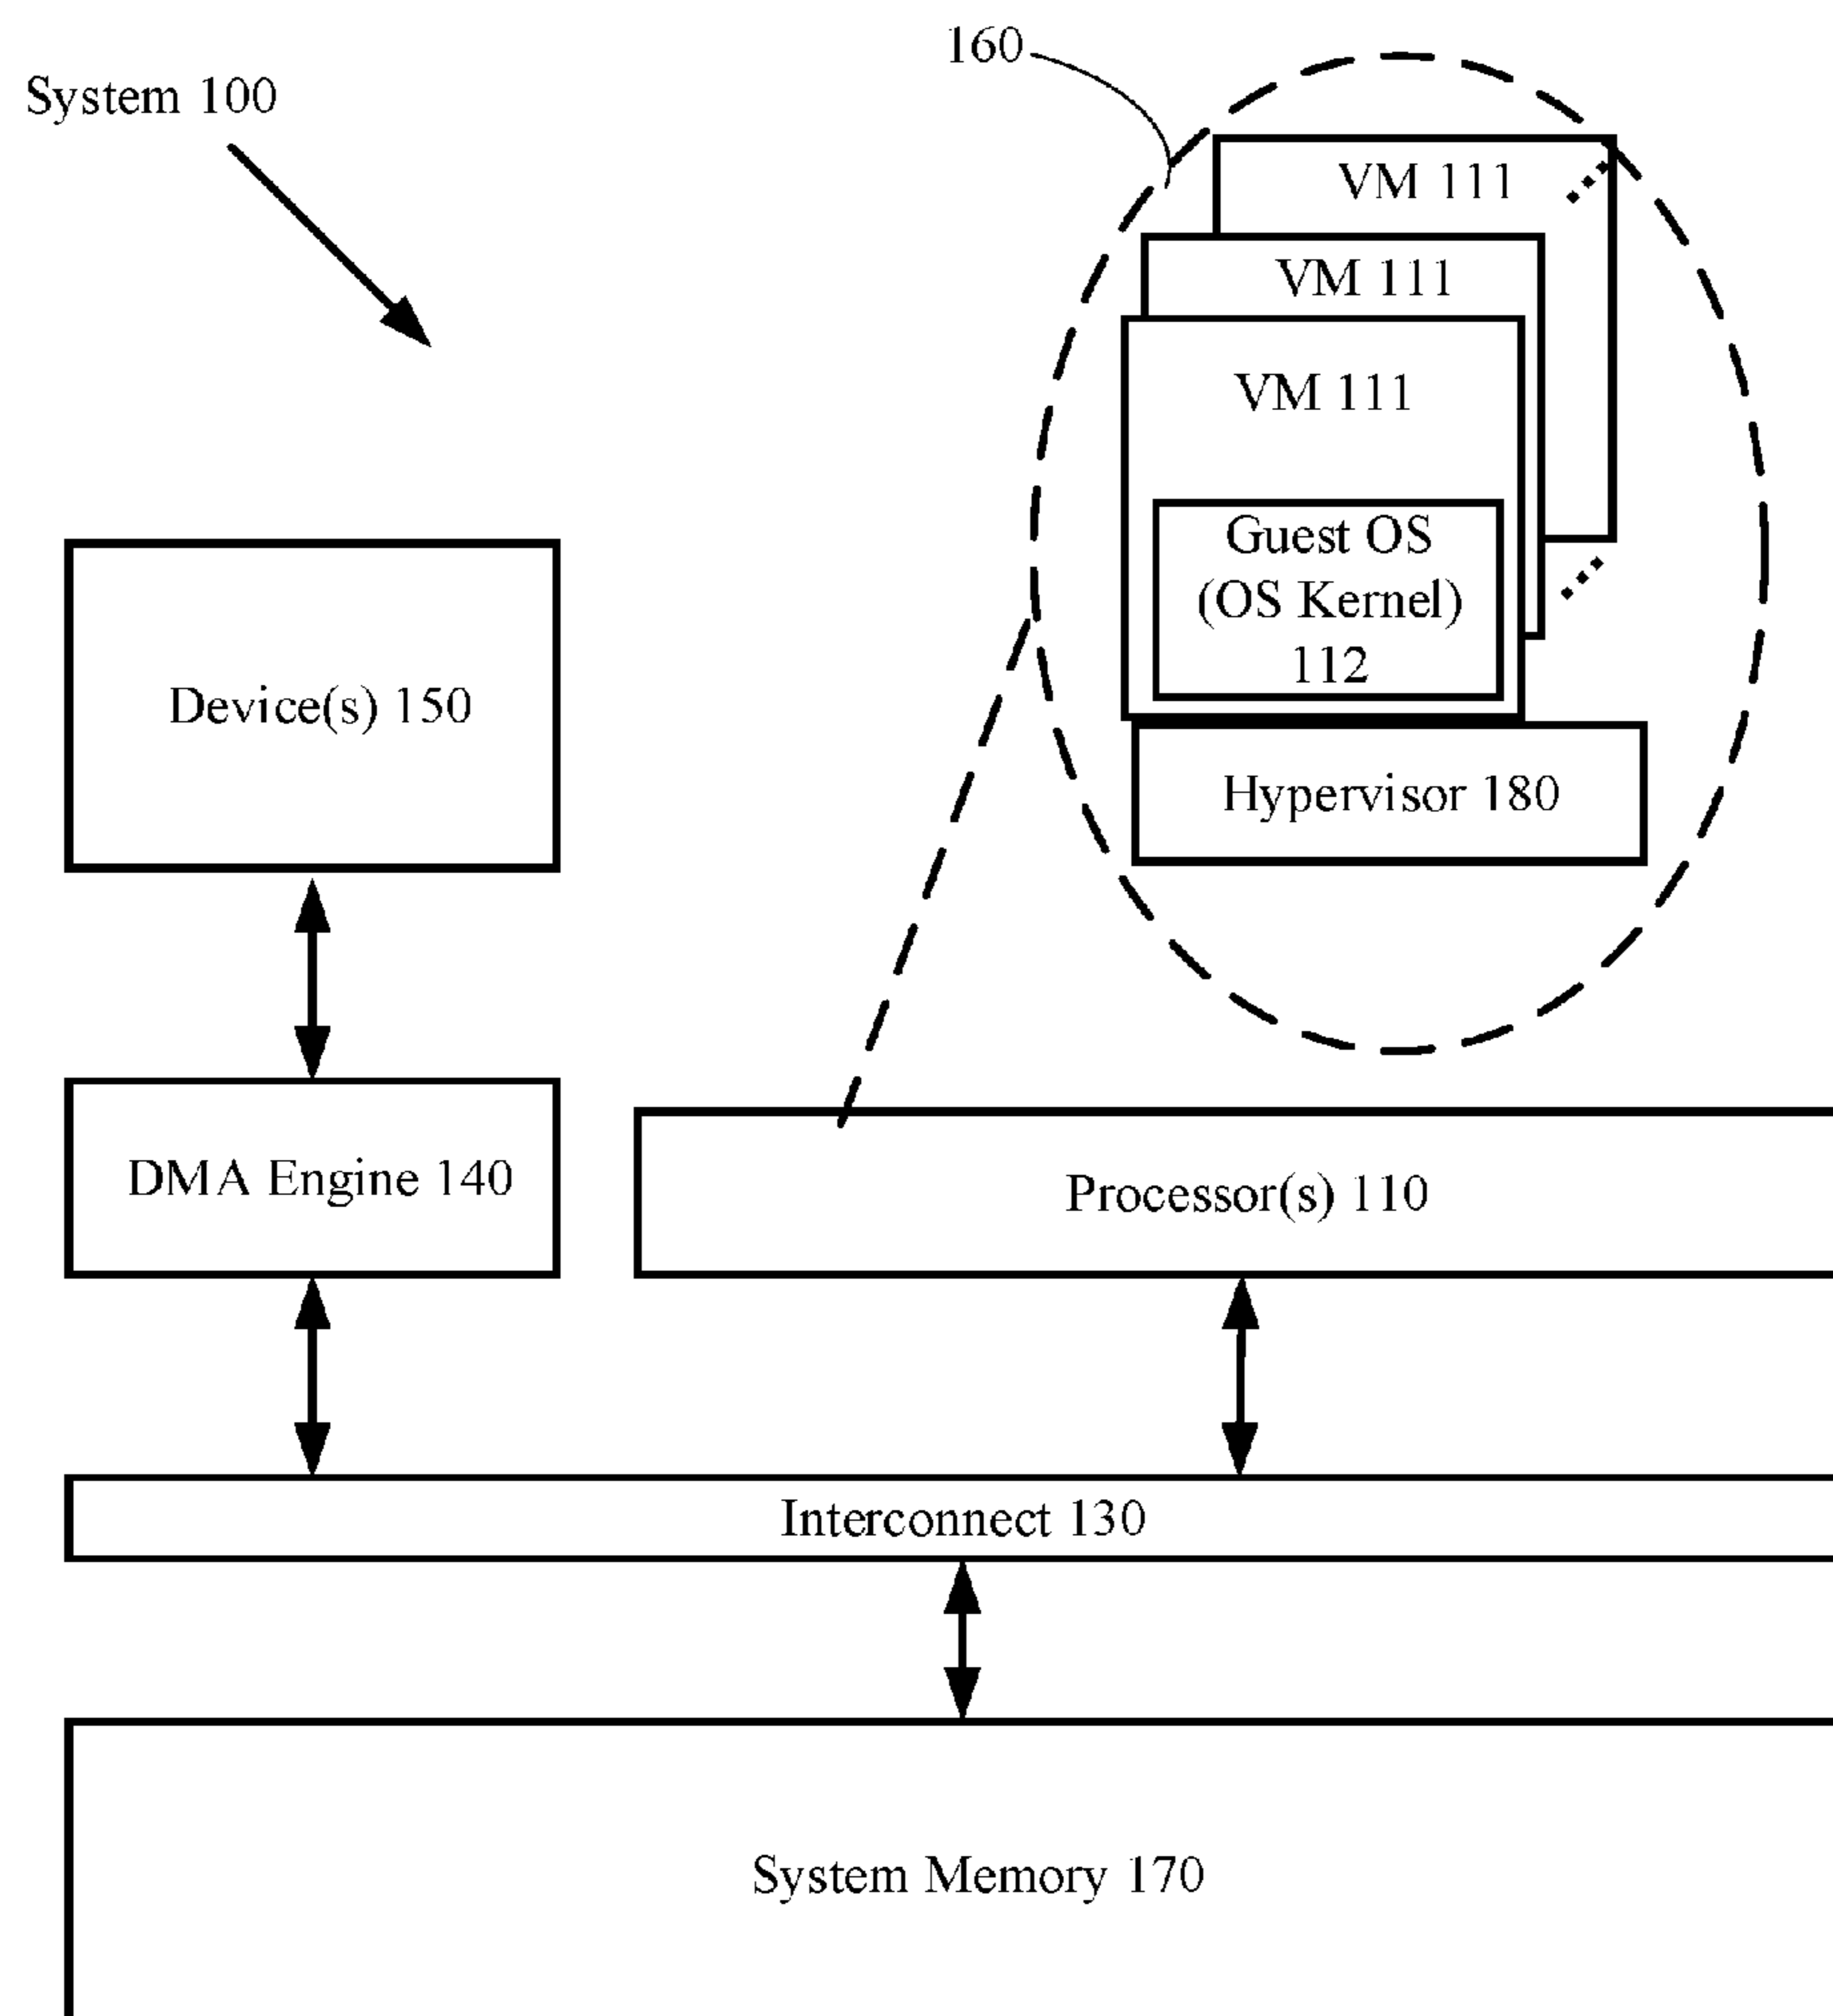 160
System 100
VM 111
VM 111
VM 111
Guest OS
(OS Kernel)
112
Device(s) 150
Hypervisor 180
DMA Engine 140
Processor(s) 110
Interconnect 130
System Memory 170